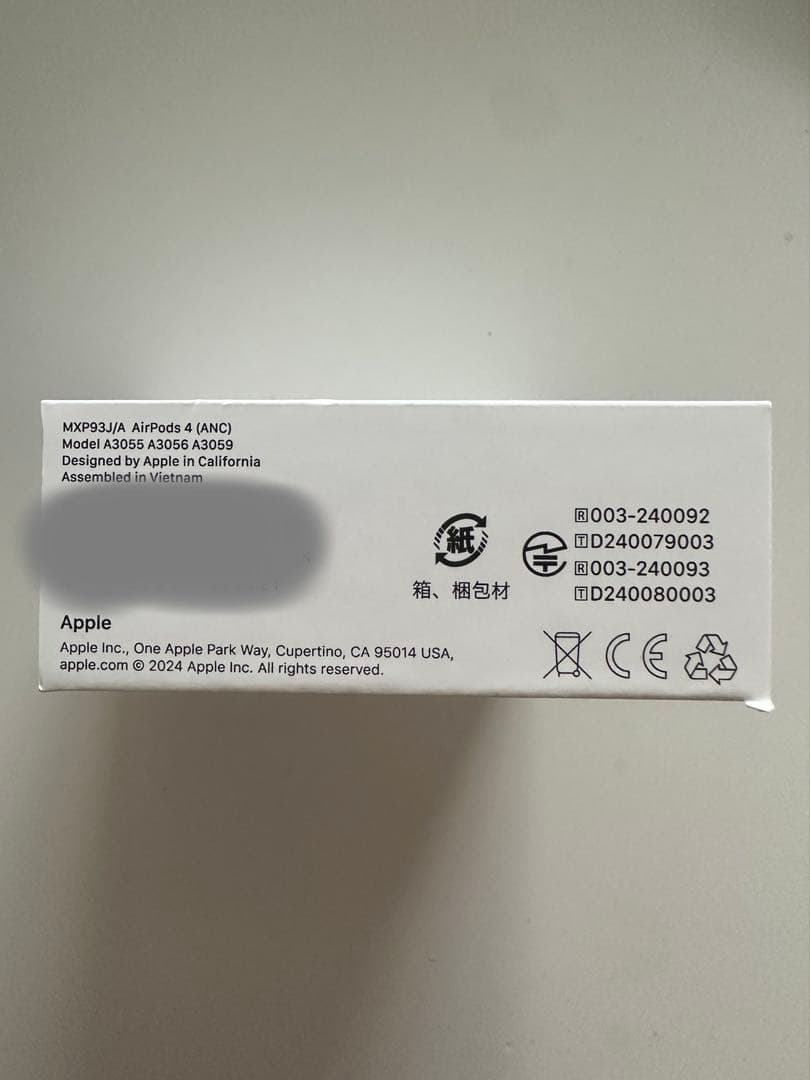 MXP93J/A AirPods 4 (ANC)
Model A3055 A3056 A3059
Designed by Apple in California
Assembled in Vietnam
紙
箱、梱包材
🅁003-240092
🅃D240079003
🅁003-240093
🅃D240080003
Apple
Apple Inc., One Apple Park Way, Cupertino, CA 95014 USA,
apple.com © 2024 Apple Inc. All rights reserved.
CE